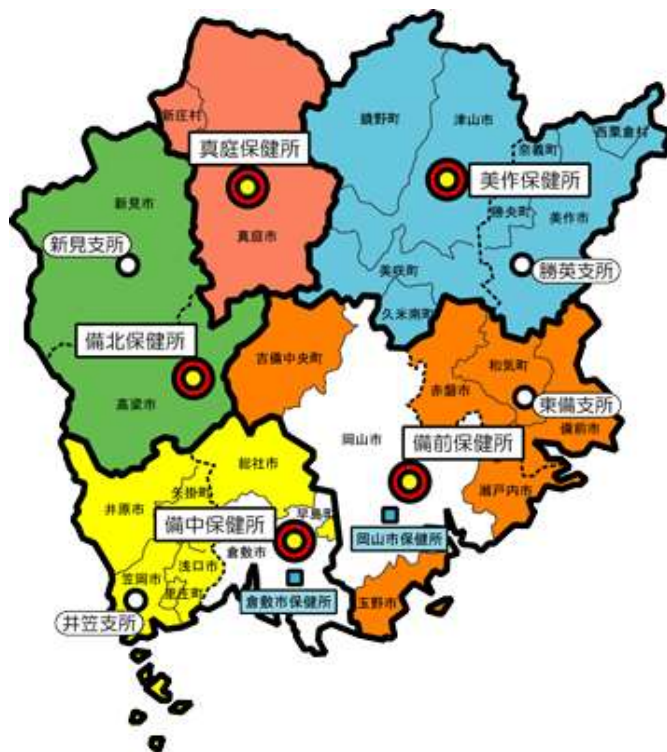 新庄村
鏡野町
津山市
西粟倉村
奈義町
真庭保健所
美作保健所
勝央町
美作市
新見市
新見支所
真庭市
美咲町
勝英支所
久米南町
備北保健所
吉備中央町
和気町
赤磐市
東備支所
高梁市
岡山市
備前保健所
備前市
総社市
瀬戸内市
矢掛町
井原市
備中保健所
早島町
岡山市保健所
倉敷市
浅口市
笠岡市
里庄町
倉敷市保健所
玉野市
井笠支所